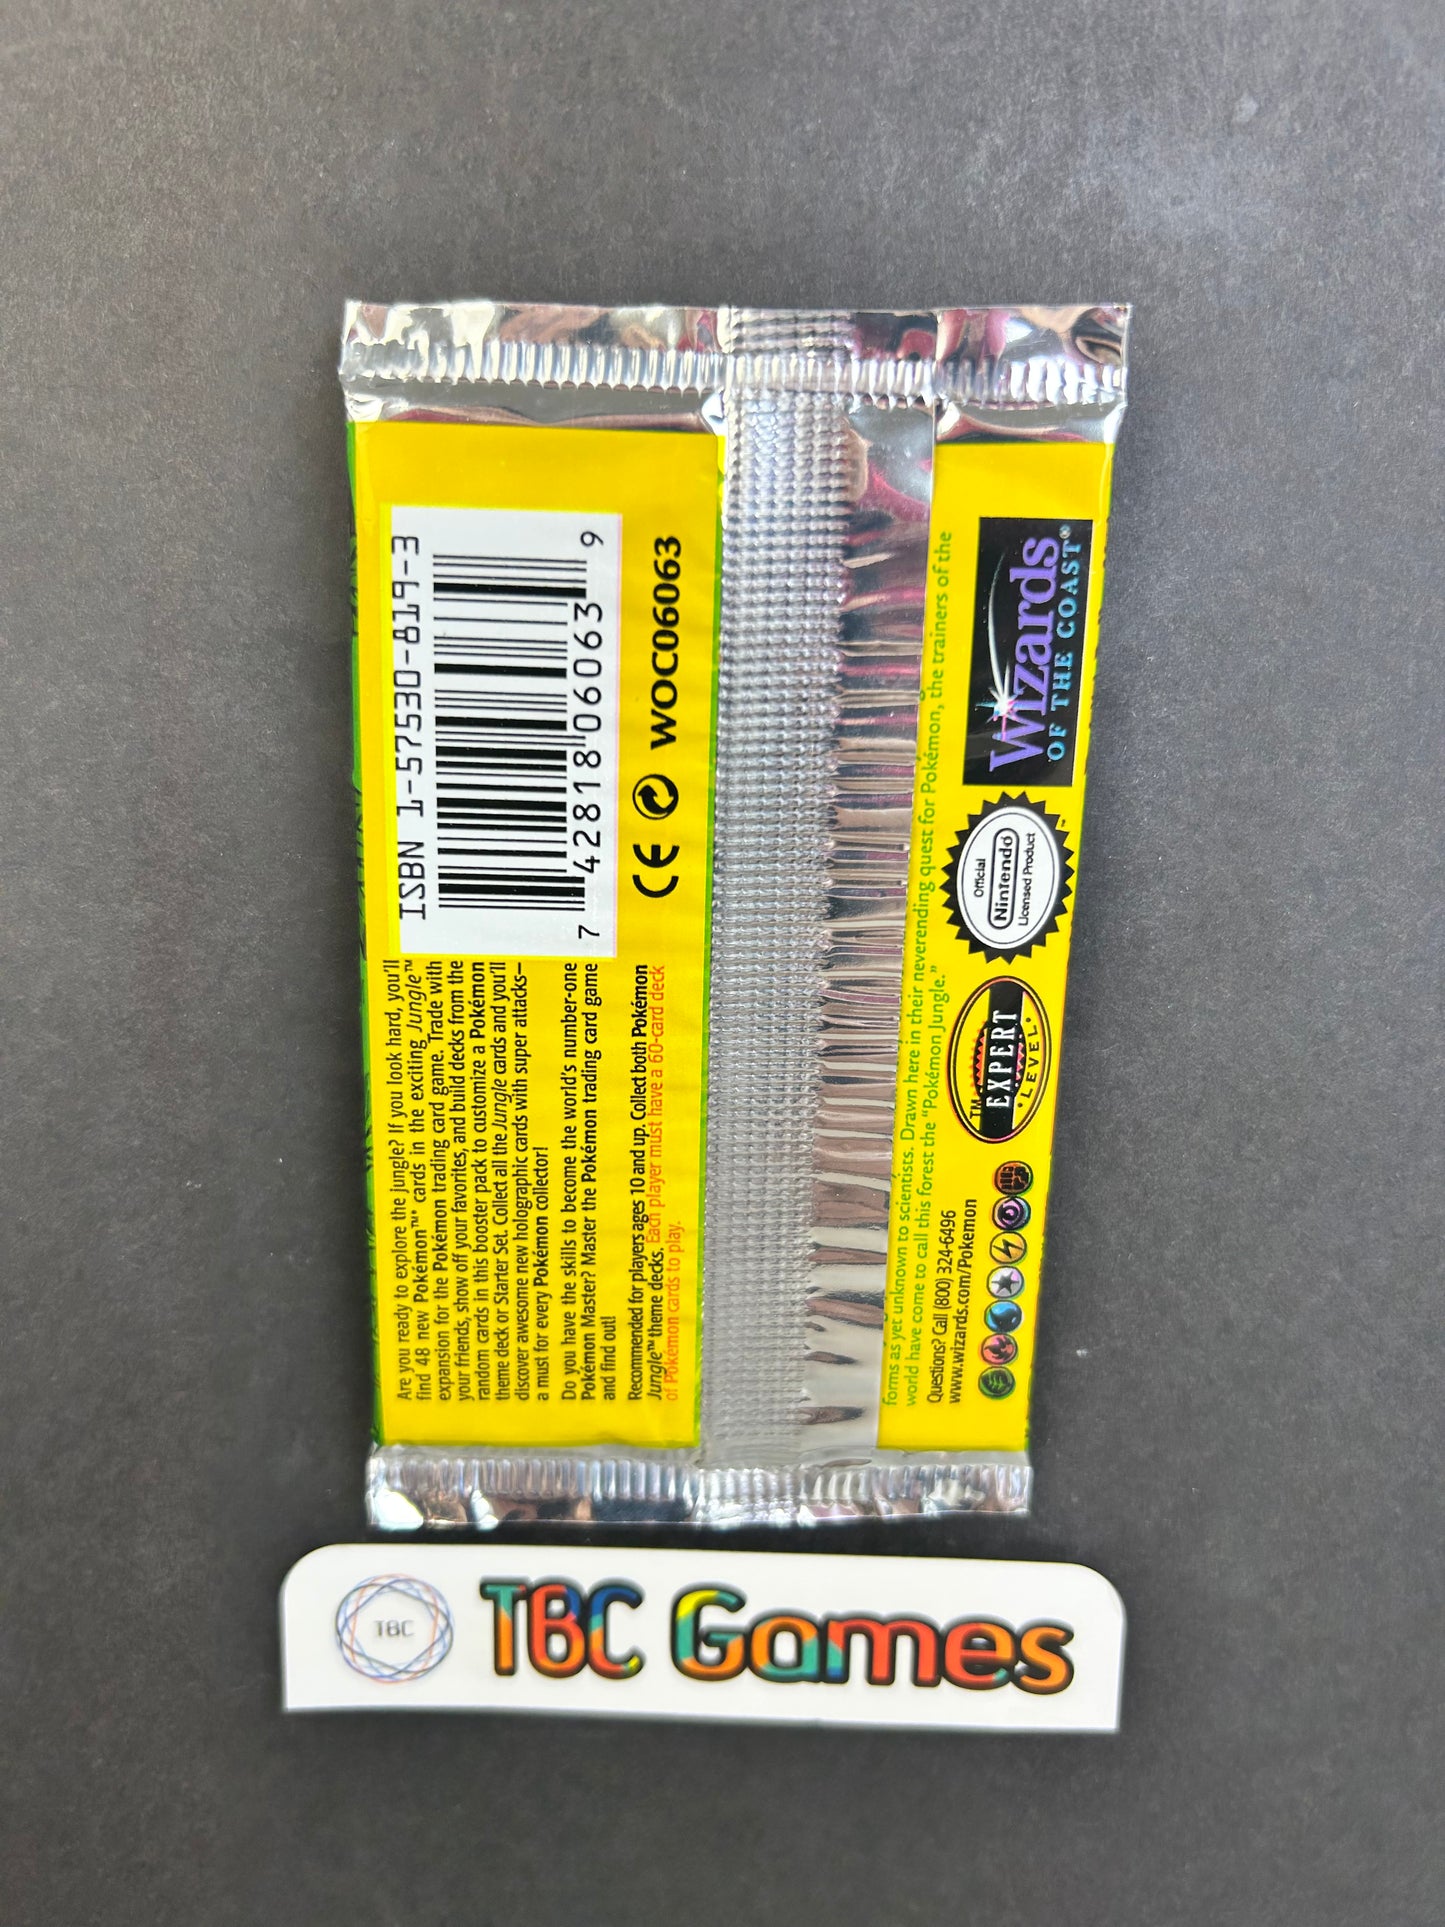 ISBN 1-57530-819-3
7 42818 06063 9
CE WOC06063
Are you ready to explore the jungle? If you look hard, you'll
find 48 new Pokémon™* cards in the exciting Jungle™
expansion for the Pokémon trading card game. Trade with
your friends, show off your favorites, and build decks from the
random cards in this booster pack to customize a Pokémon
theme deck or Starter Set. Collect all the Jungle cards and you'll
discover awesome new holographic cards with super attacks—
a must for every Pokémon collector!
Do you have the skills to become the world's number-one
Pokémon Master? Master the Pokémon trading card game
and find out!
Recommended for players ages 10 and up. Collect both Pokémon
Jungle™ theme decks. Each player must have a 60-card deck
of Pokémon cards to play.
forms as yet unknown to scientists. Drawn here in their neverending quest for Pokémon, the trainers of the
world have come to call this forest the “Pokémon Jungle.”
Questions? Call (800) 324-6496
www.wizards.com/Pokemon
TM
EXPERT
LEVEL
Official
Nintendo
Licensed Product
™
Wizards
OF THE COAST®
TBC
TBC Games